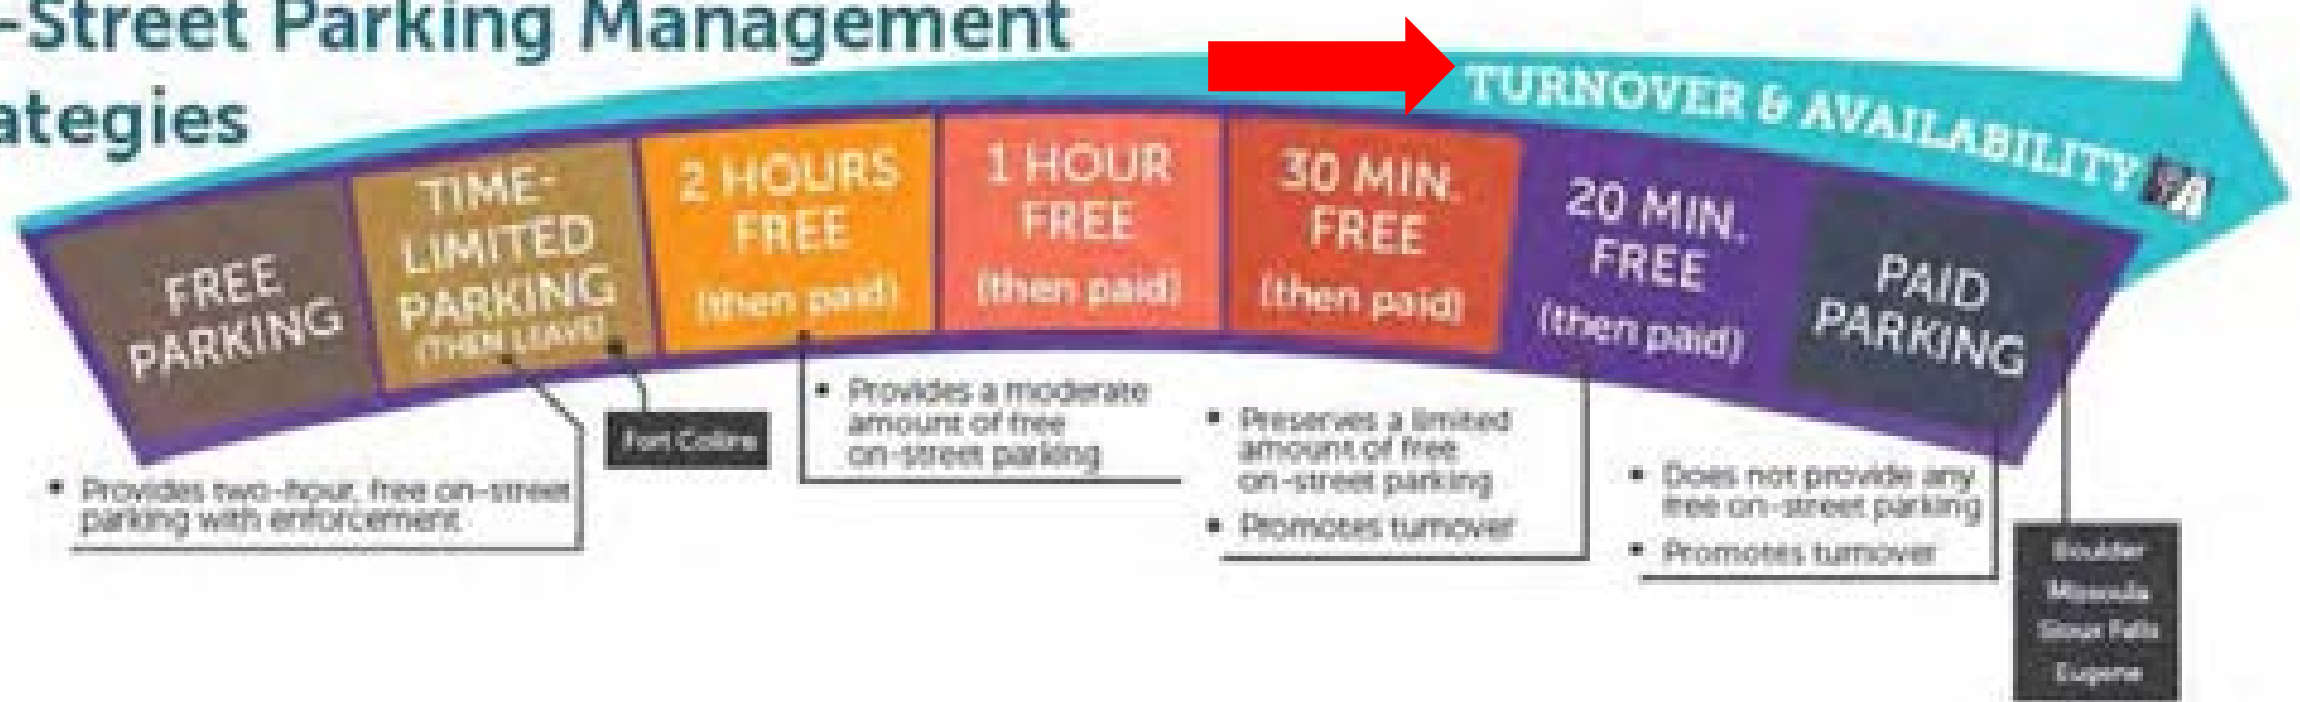 -Street Parking Management
ategies
TURNOVER & AVAILABILITY
FREE
PARKING
TIME-
LIMITED
PARKING
(THEN LEAVE)
2 HOURS
FREE
(then paid)
1 HOUR
FREE
(then paid)
30 MIN.
FREE
(then paid)
20 MIN.
FREE
(then paid)
PAID
PARKING
• Provides two-hour, free on-street
parking with enforcement
Fort Collins
• Provides a moderate
amount of free
on-street parking
• Preserves a limited
amount of free
on-street parking
• Promotes turnover
• Does not provide any
free on-street parking
• Promotes turnover
Boulder
Missoula
Sioux Falls
Eugene